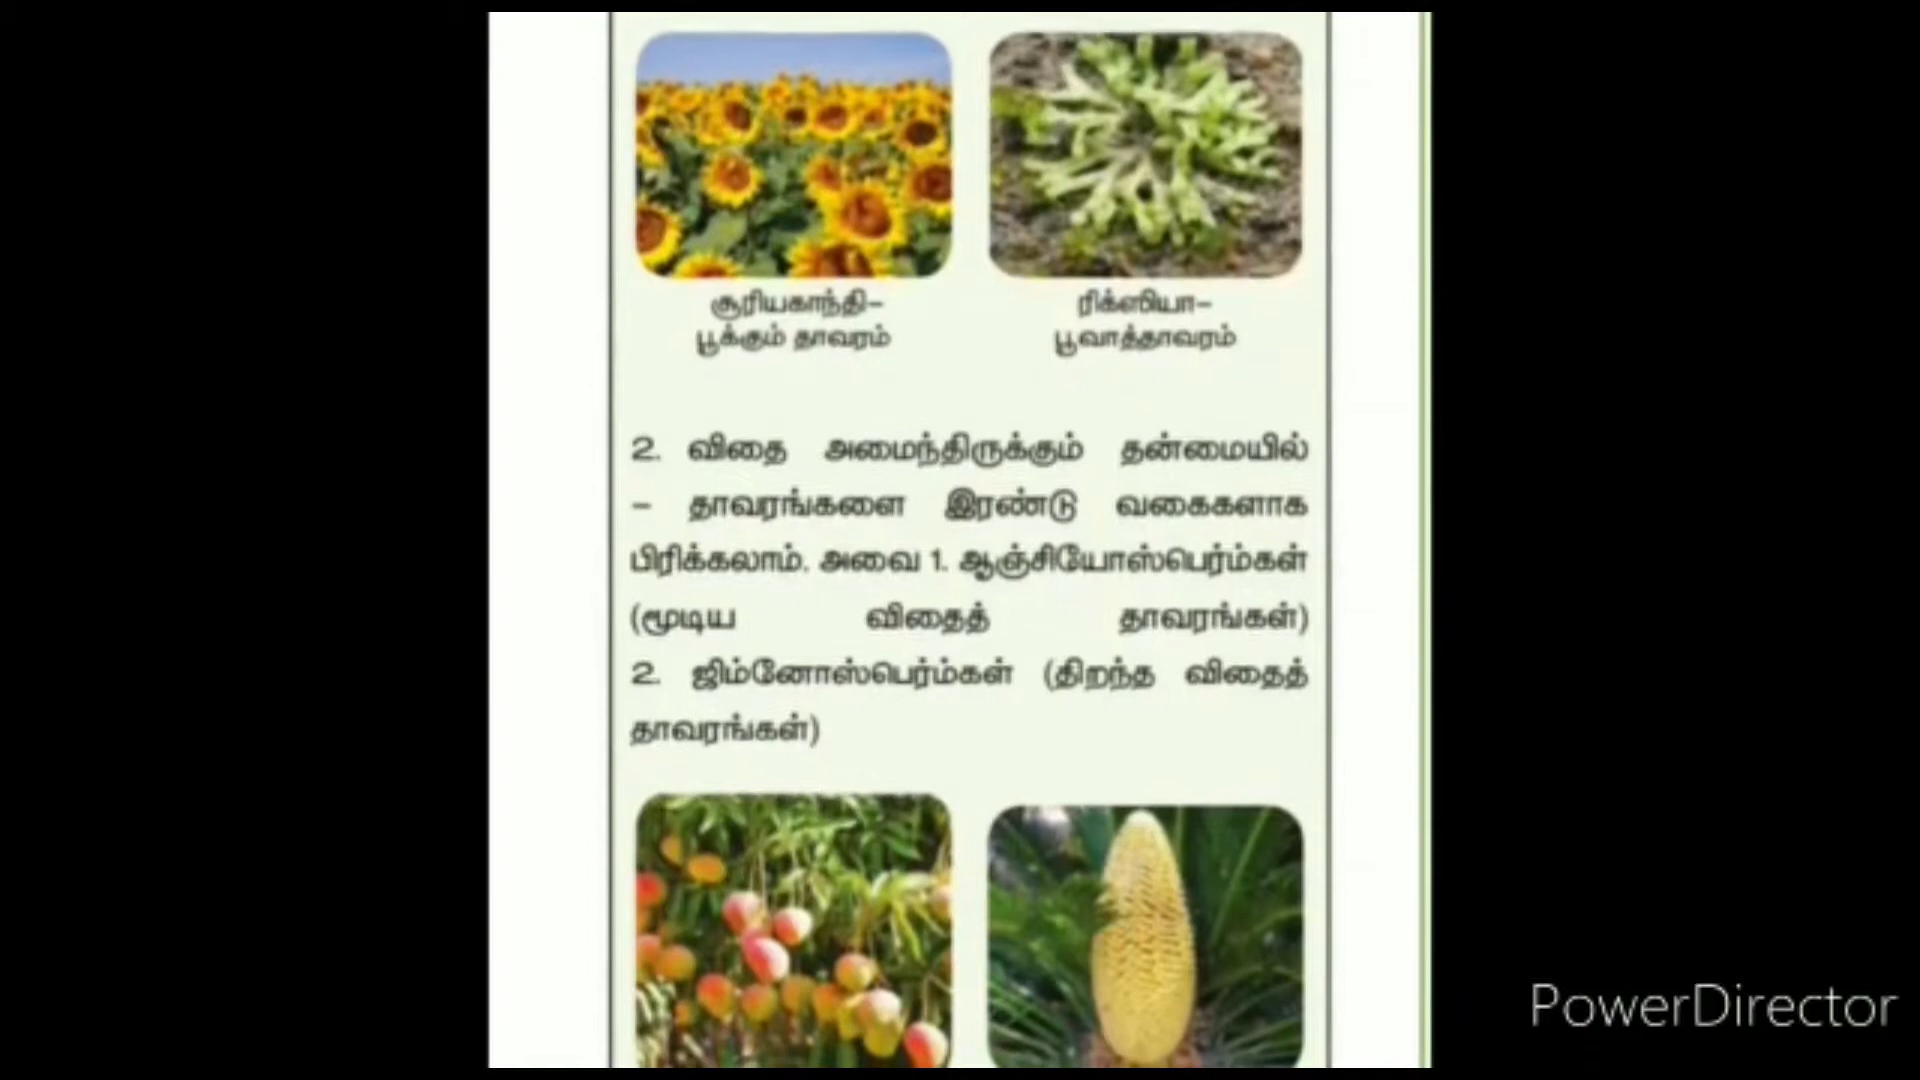 சூரியகாந்தி–
பூக்கும் தாவரம்
ரிக்ஸியா–
பூவாத்தாவரம்
2. விதை அமைந்திருக்கும் தன்மையில்
– தாவரங்களை இரண்டு வகைகளாக
பிரிக்கலாம். அவை 1. ஆஞ்சியோஸ்பெர்ம்கள்
(மூடிய விதைத் தாவரங்கள்)
2. ஜிம்னோஸ்பெர்ம்கள் (திறந்த விதைத்
தாவரங்கள்)
PowerDirector